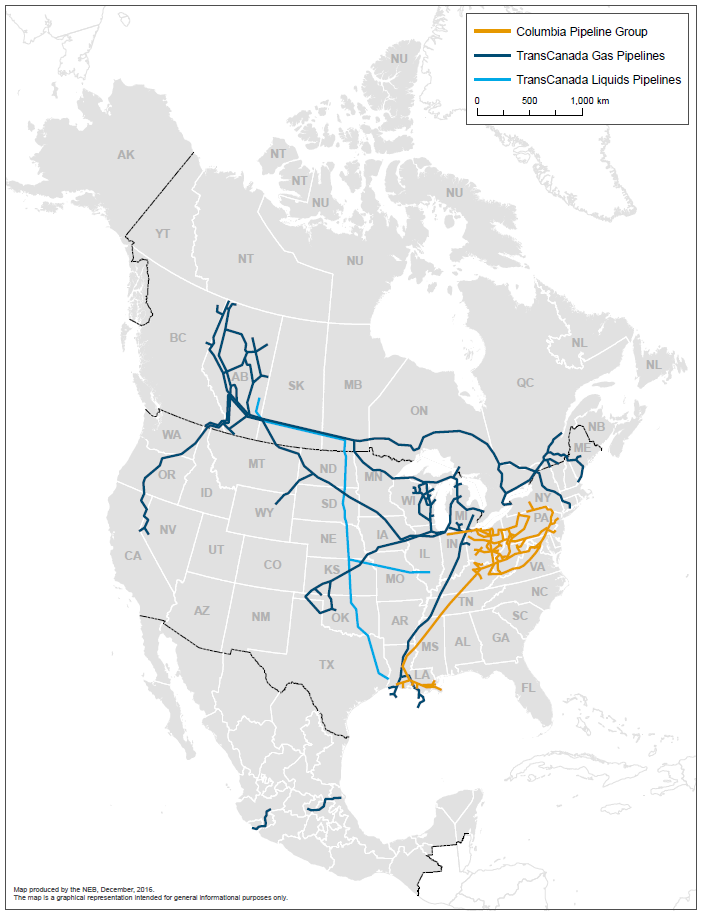 Columbia Pipeline Group
TransCanada Gas Pipelines
TransCanada Liquids Pipelines
0 500 1,000 km
NU
AK
NT
NT
NU
NU
YT
NT
NU
BC
AB
SK
MB
ON
QC
NL
NL
NB
ME
WA
MT
ND
MN
OR
ID
WY
SD
WI
MI
NY
PA
NV
CA
UT
CO
NE
IA
IL
IN
KS
MO
VA
NC
AZ
NM
OK
AR
TN
SC
MS
AL
GA
TX
LA
FL
Map produced by the NEB, December, 2016.
The map is a graphical representation intended for general informational purposes only.